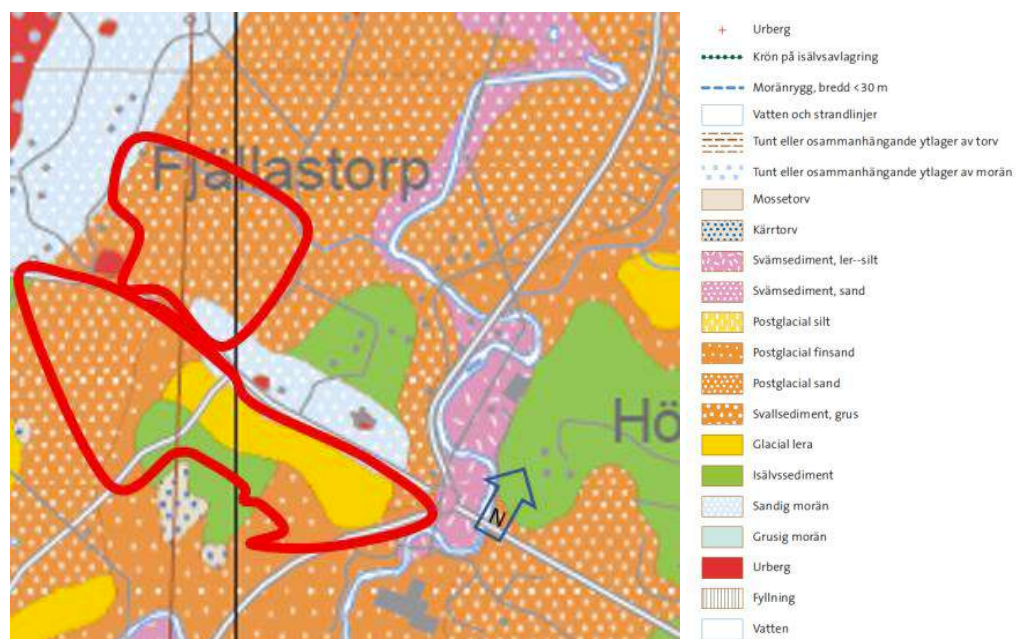 Fjällastorp
Hö
N
Urberg
Krön på isälvsavlagring
Moränrygg, bredd <30 m
Vatten och strandlinjer
Tunt eller osammanhängande ytlager av torv
Tunt eller osammanhängande ytlager av morän
Mossetorv
Kärrtorv
Svämsediment, ler--silt
Svämsediment, sand
Postglacial silt
Postglacial finsand
Postglacial sand
Svallsediment, grus
Glacial lera
Isälvssediment
Sandig morän
Grusig morän
Urberg
Fyllning
Vatten